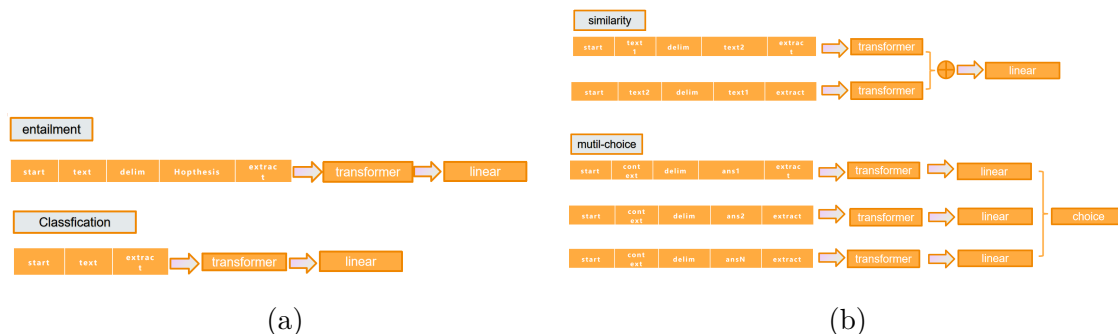 entailment
start text delim Hopthesis extrac
t
transformer linear
Classfication
start text extrac
t
transformer linear
(a)
similarity
start text
1 delim text2 extrac
t
transformer
start text2 delim text1 extract
transformer
linear
mutil-choice
start cont
ext delim ans1 extrac
t
transformer linear
start cont
ext delim ans2 extract
transformer linear
choice
start cont
ext delim ansN extract
transformer linear
(b)